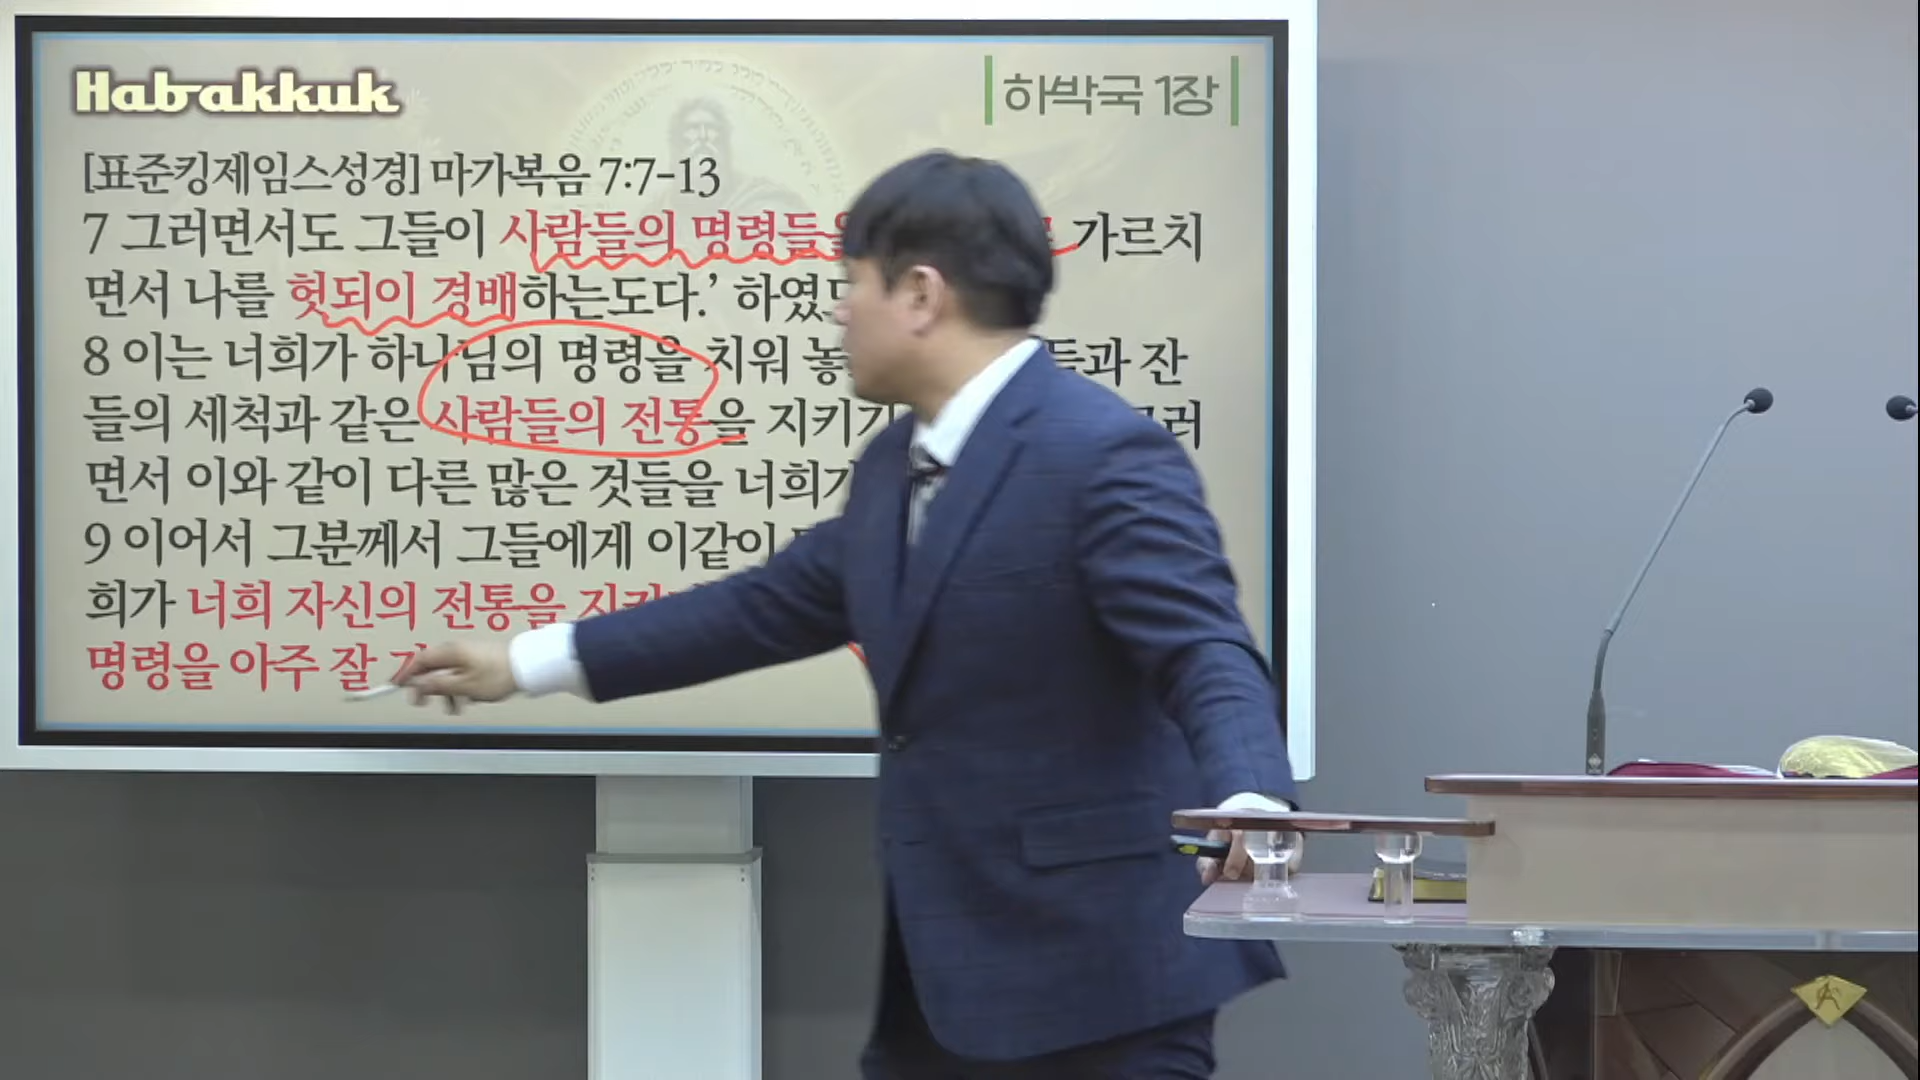 Habakkuk
하박국 1장
[표준킹제임스성경] 마가복음 7:7-13
7 그러면서도 그들이 사람들의 명령들을 가르치
면서 나를 헛되이 경배하는도다.’ 하였
8 이는 너희가 하나님의 명령을 치워 놓 들과 잔
들의 세척과 같은 사람들의 전통을 지키기 그러
면서 이와 같이 다른 많은 것들을 너희가
9 이어서 그분께서 그들에게 이같이
희가 너희 자신의 전통을 지키
명령을 아주 잘